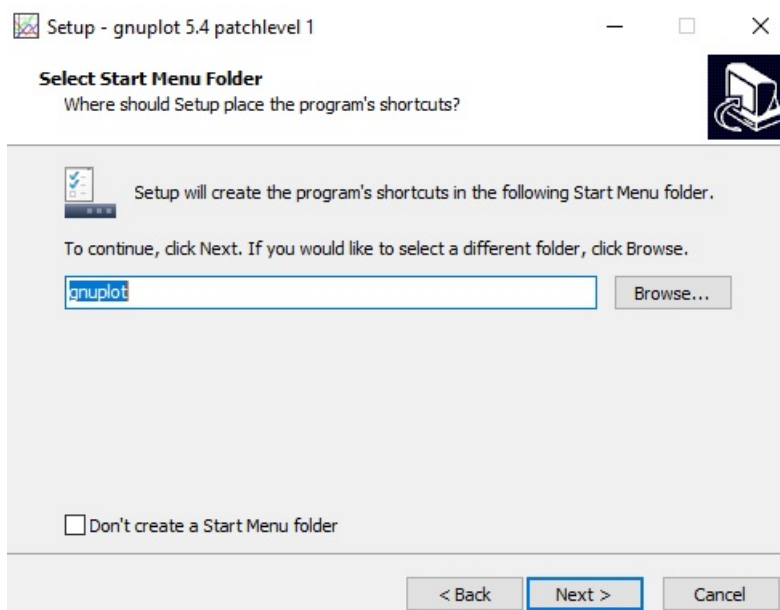 Setup - gnuplot 5.4 patchlevel 1
Select Start Menu Folder
Where should Setup place the program's shortcuts?
Setup will create the program's shortcuts in the following Start Menu folder.
To continue, click Next. If you would like to select a different folder, click Browse.
gnuplot
Browse...
Don't create a Start Menu folder
< Back
Next >
Cancel